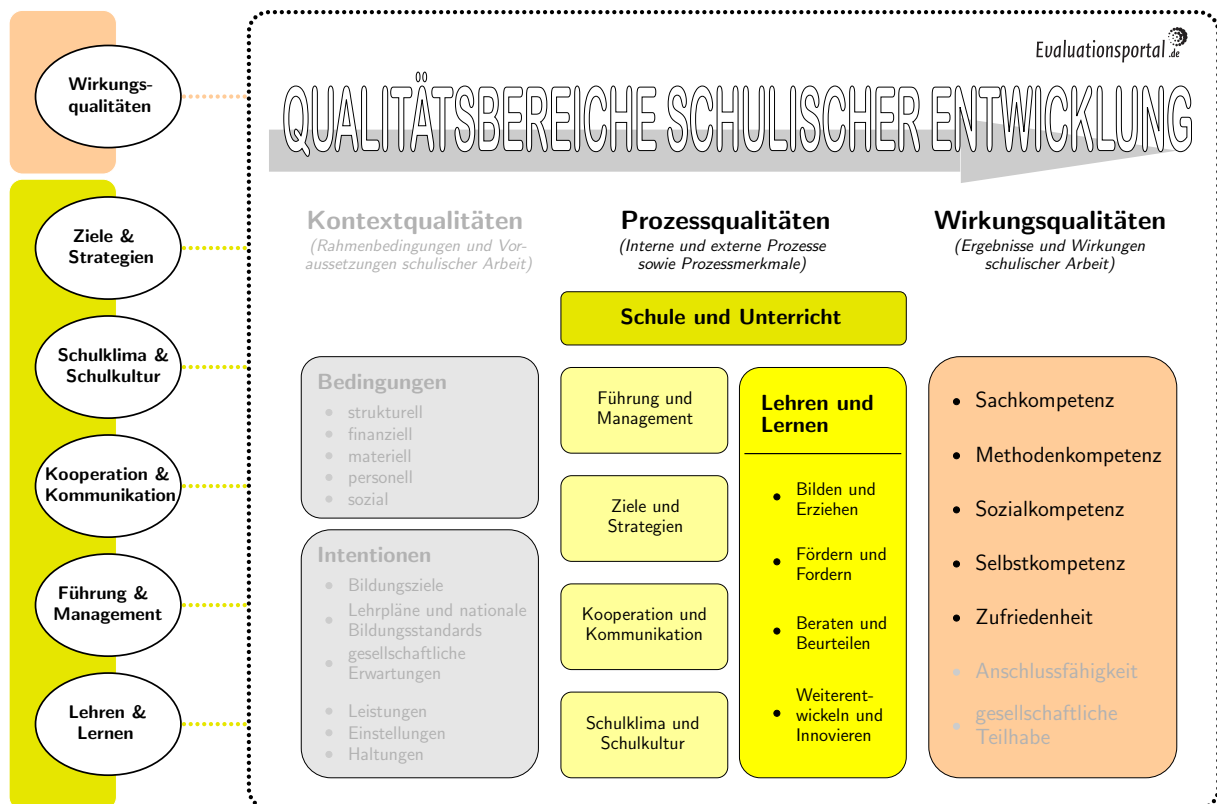 Wirkungs-
qualitäten
Ziele &
Strategien
Schulklima &
Schulkultur
Kooperation &
Kommunikation
Führung &
Management
Lehren &
Lernen
Evaluationsportal.de
QUALITÄTSBEREICHE SCHULISCHER ENTWICKLUNG
Kontextqualitäten
(Rahmenbedingungen und Vor-
aussetzungen schulischer Arbeit)
Bedingungen
• strukturell
• finanziell
• materiell
• personell
• sozial
Intentionen
• Bildungsziele
• Lehrpläne und nationale
Bildungsstandards
• gesellschaftliche
Erwartungen
• Leistungen
• Einstellungen
• Haltungen
Prozessqualitäten
(Interne und externe Prozesse
sowie Prozessmerkmale)
Schule und Unterricht
Führung und
Management
Ziele und
Strategien
Kooperation und
Kommunikation
Schulklima und
Schulkultur
Lehren und
Lernen
• Bilden und
Erziehen
• Fördern und
Fordern
• Beraten und
Beurteilen
• Weiterent-
wickeln und
Innovieren
Wirkungsqualitäten
(Ergebnisse und Wirkungen
schulischer Arbeit)
• Sachkompetenz
• Methodenkompetenz
• Sozialkompetenz
• Selbstkompetenz
• Zufriedenheit
• Anschlussfähigkeit
• gesellschaftliche
Teilhabe